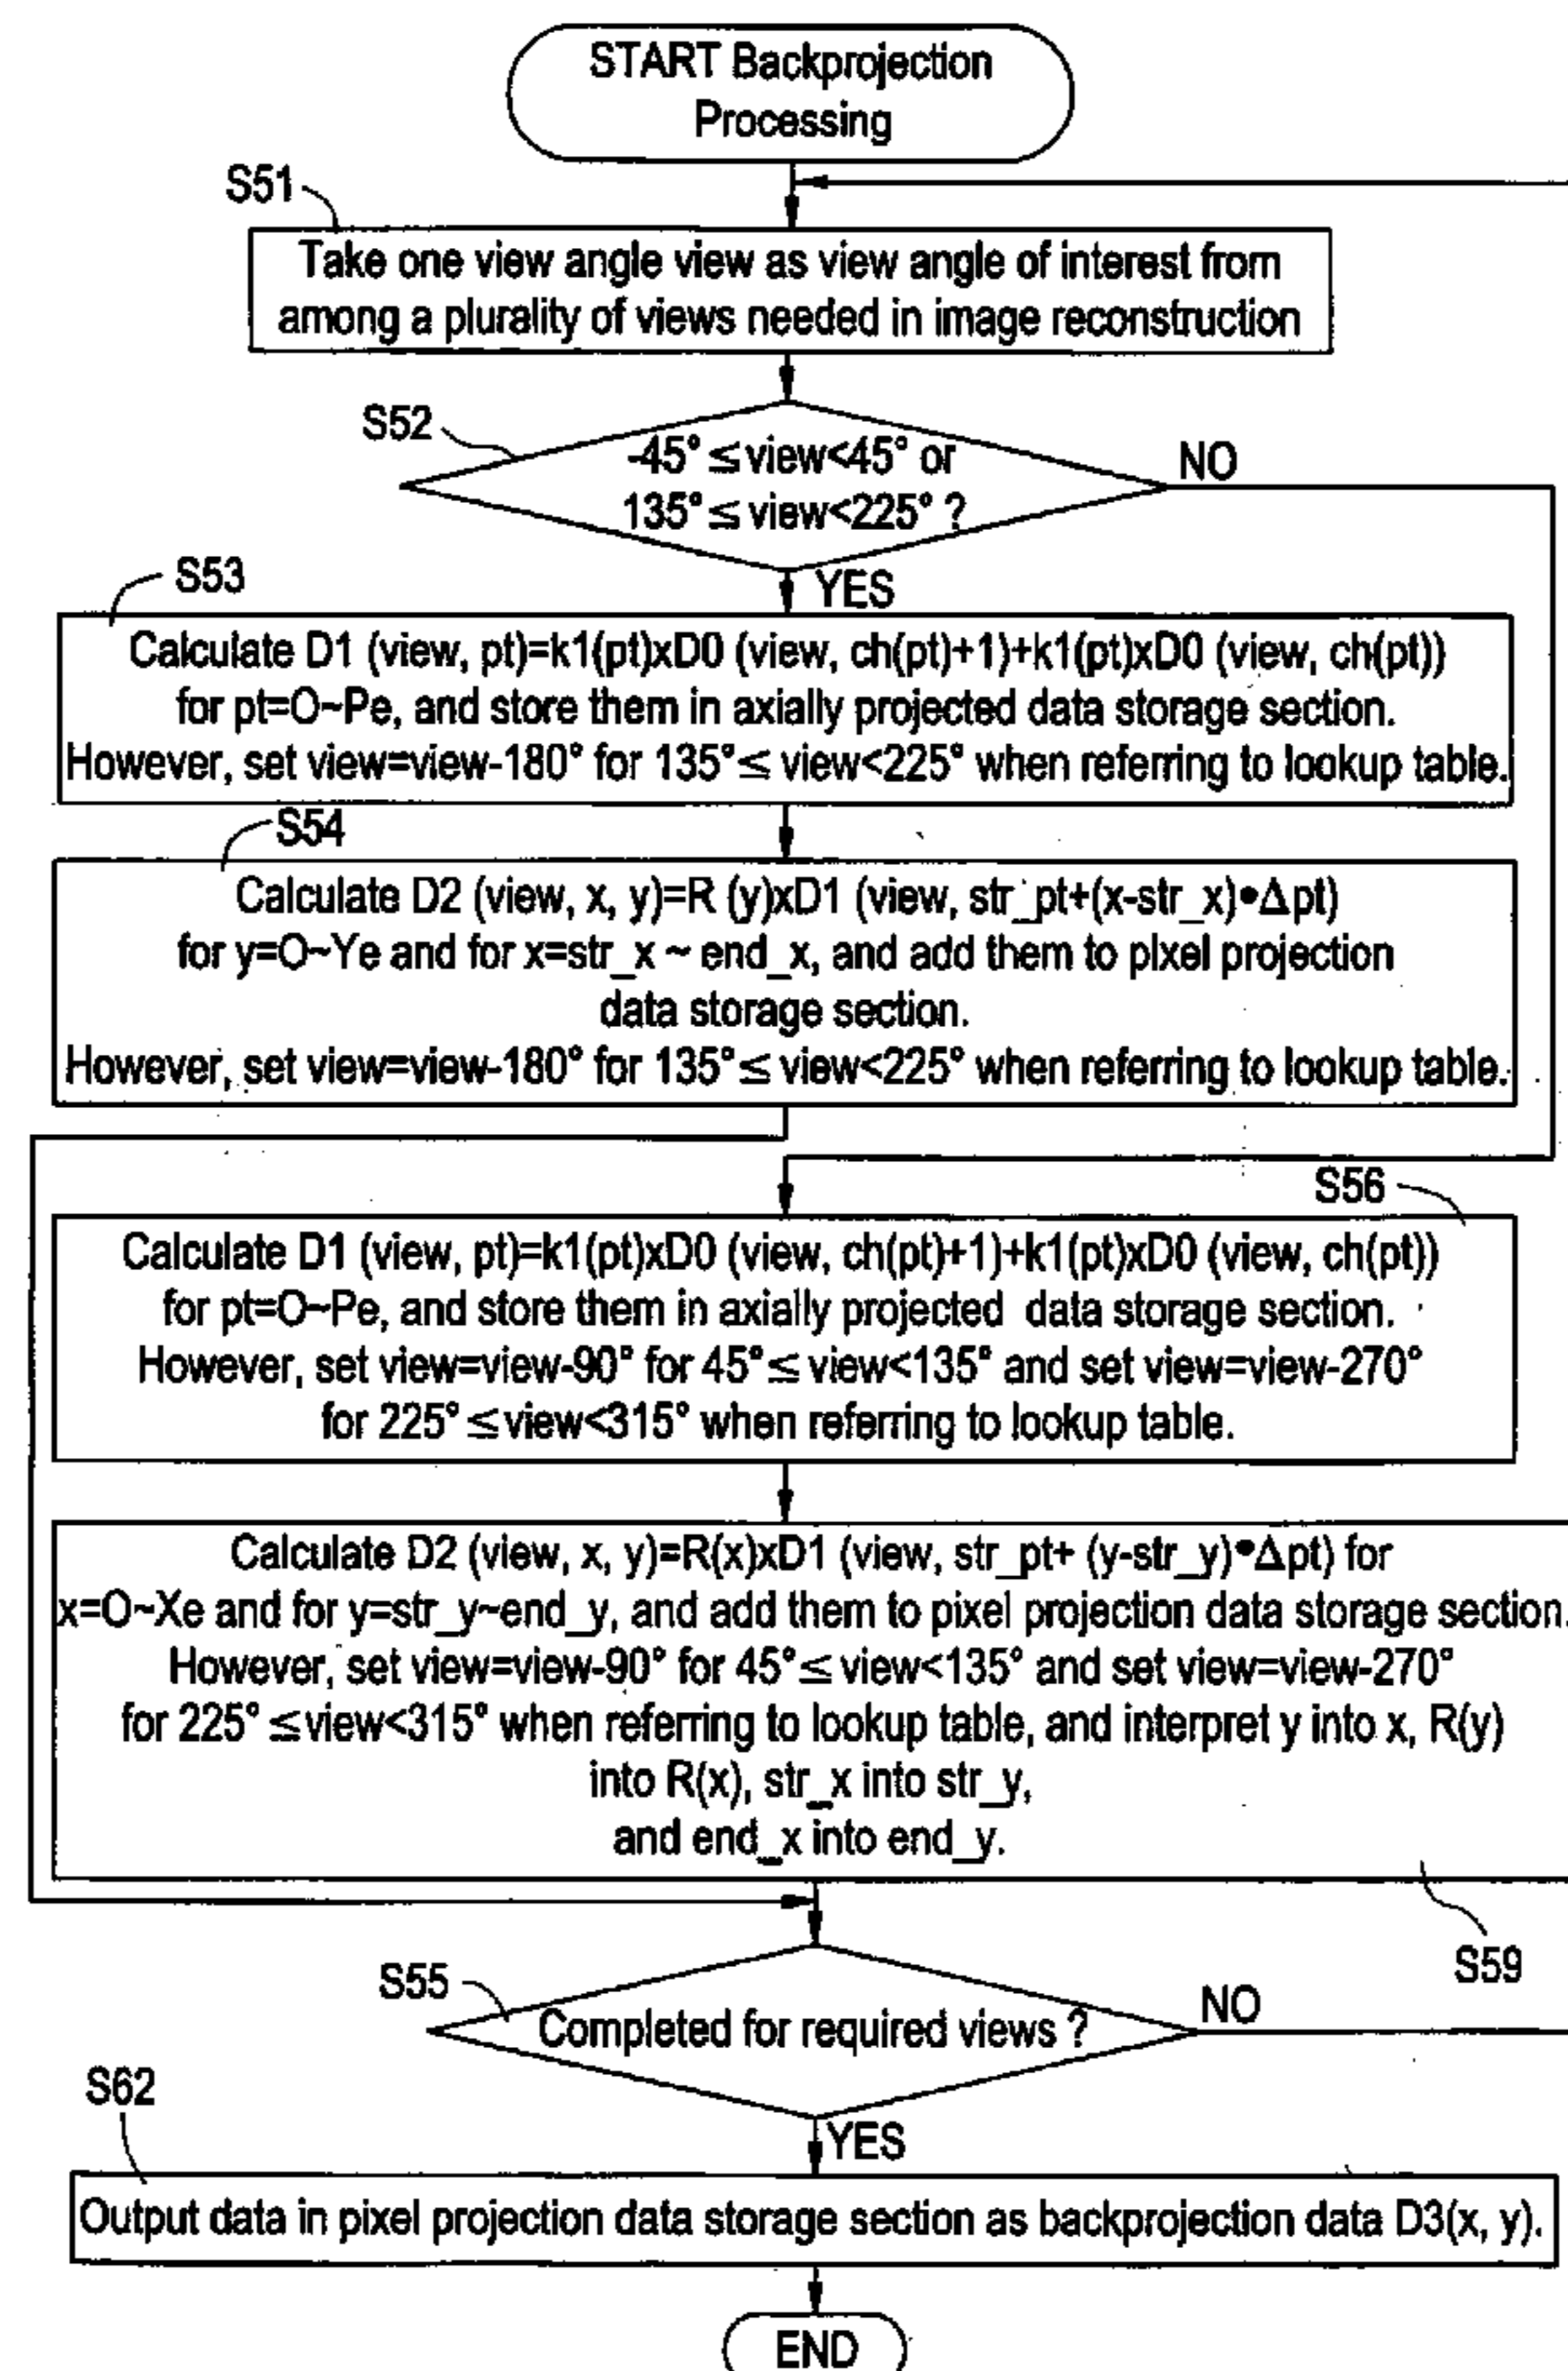 START Backprojection
Processing
S51
Take one view angle view as view angle of interest from
among a plurality of views needed in image reconstruction
S52
-45° ≦ view<45° or
135° ≦ view<225° ?
NO
YES
S53
Calculate D1 (view, pt)=k1(pt)xD0 (view, ch(pt)+1)+k1(pt)xD0 (view, ch(pt))
for pt=O~Pe, and store them in axially projected data storage section.
However, set view=view-180° for 135°≦ view<225° when referring to lookup table.
S54
Calculate D2 (view, x, y)=R (y)xD1 (view, str_pt+(x-str_x)•Δpt)
for y=O~Ye and for x=str_x ~ end_x, and add them to pixel projection
data storage section.
However, set view=view-180° for 135°≦ view<225° when referring to lookup table.
S56
Calculate D1 (view, pt)=k1(pt)xD0 (view, ch(pt)+1)+k1(pt)xD0 (view, ch(pt))
for pt=O~Pe, and store them in axially projected data storage section.
However, set view=view-90° for 45°≦ view<135° and set view=view-270°
for 225° ≦view<315° when referring to lookup table.
Calculate D2 (view, x, y)=R(x)xD1 (view, str_pt+ (y-str_y)•Δpt) for
x=O~Xe and for y=str_y~end_y, and add them to pixel projection data storage section.
However, set view=view-90° for 45°≦ view<135° and set view=view-270°
for 225° ≦view<315° when referring to lookup table, and interpret y into x, R(y)
into R(x), str_x into str_y,
and end_x into end_y.
S59
S55
Completed for required views ?
NO
YES
S62
Output data in pixel projection data storage section as backprojection data D3(x, y).
END